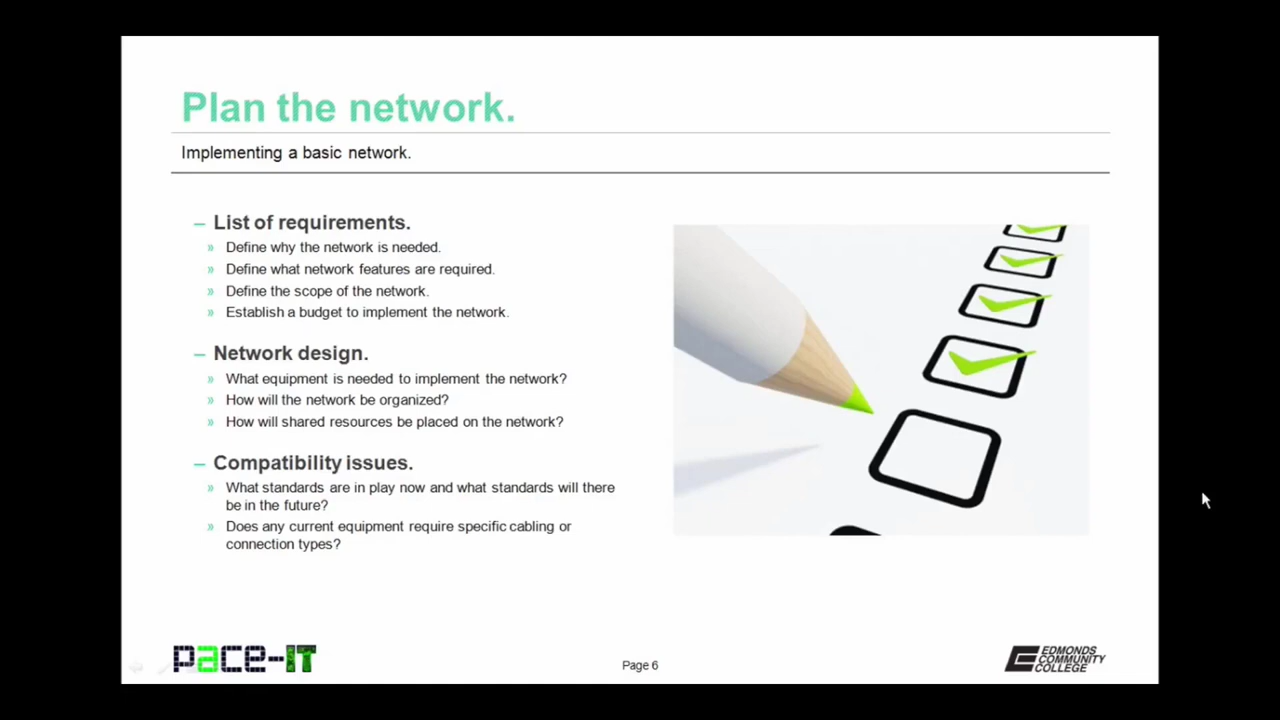 Plan the network.
Implementing a basic network.
– List of requirements.
» Define why the network is needed.
» Define what network features are required.
» Define the scope of the network.
» Establish a budget to implement the network.
– Network design.
» What equipment is needed to implement the network?
» How will the network be organized?
» How will shared resources be placed on the network?
– Compatibility issues.
» What standards are in play now and what standards will there
be in the future?
» Does any current equipment require specific cabling or
connection types?
pace-IT
Page 6
EDMONDS
COMMUNITY
COLLEGE